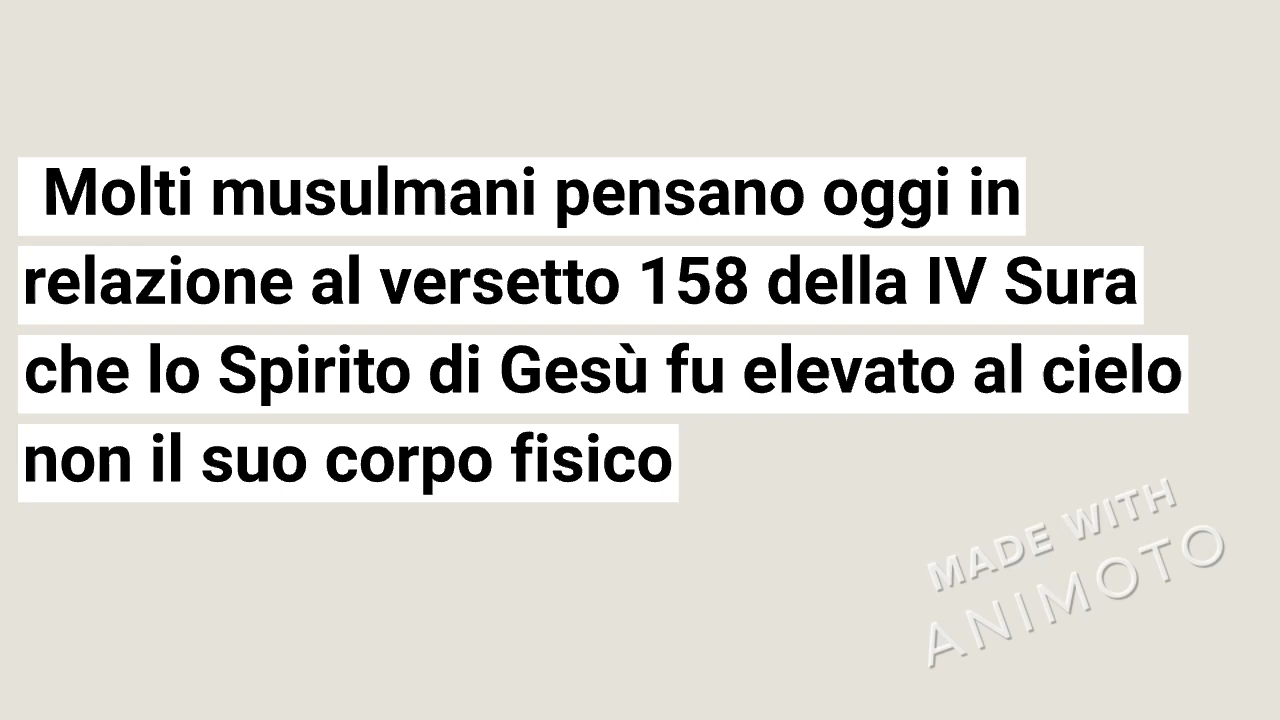 Molti musulmani pensano oggi in
relazione al versetto 158 della IV Sura
che lo Spirito di Gesù fu elevato al cielo
non il suo corpo fisico
MADE WITH
ANIMOTO